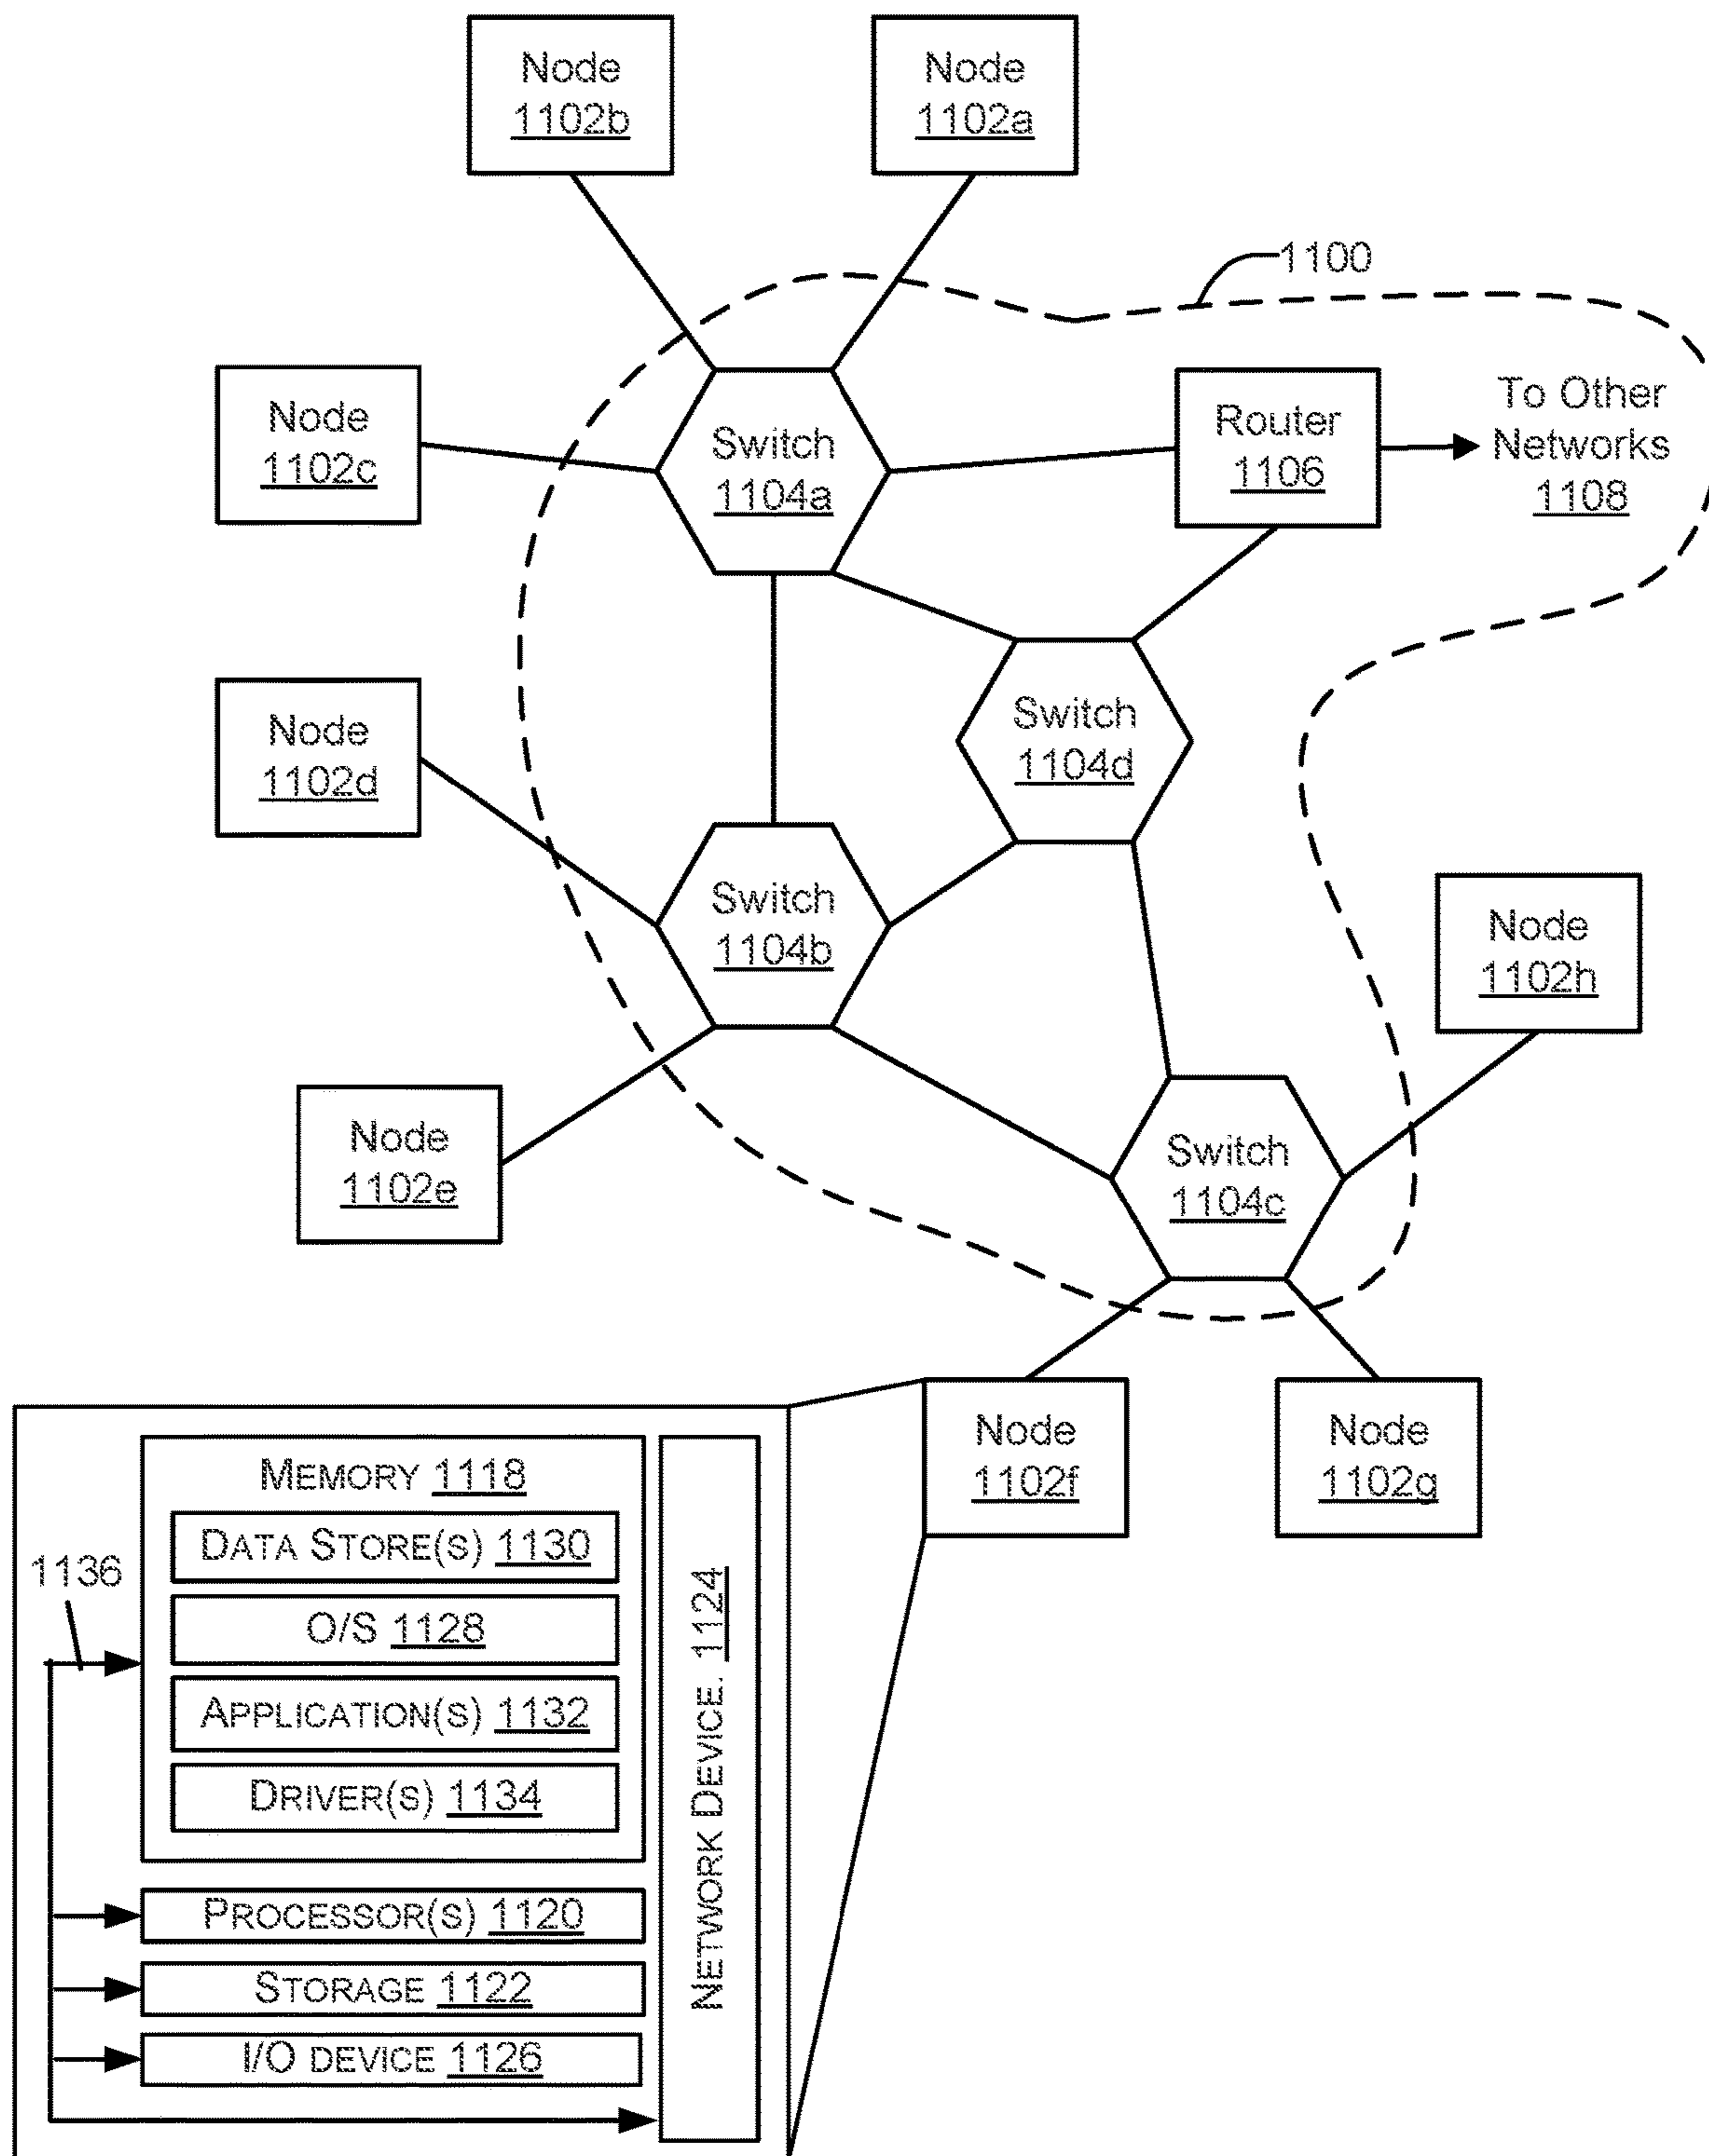 Node
1102b
Node
1102a
1100
Node
1102c
Switch
1104a
Router
1106
To Other
Networks
1108
Node
1102d
Switch
1104d
Switch
1104b
Node
1102h
Node
1102e
Switch
1104c
Node
1102f
Node
1102g
MEMORY 1118
DATA STORE(S) 1130
1136
O/S 1128
APPLICATION(S) 1132
DRIVER(S) 1134
PROCESSOR(S) 1120
STORAGE 1122
I/O DEVICE 1126
NETWORK DEVICE. 1124